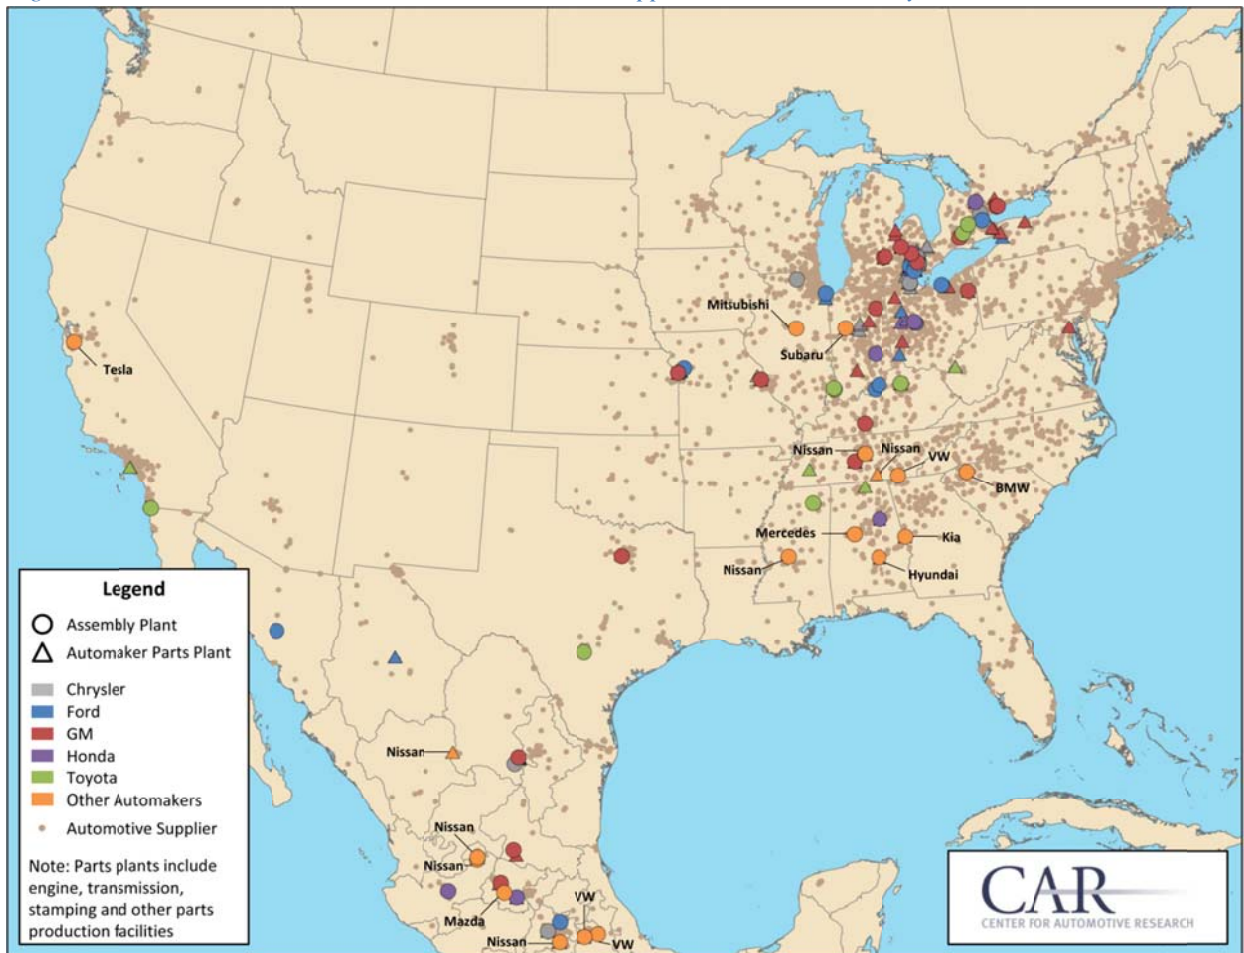 Mitsubishi
Subaru
Tesla
Nissan
Nissan
VW
BMW
Mercedes
Kia
Nissan
Hyundai
Legend
Assembly Plant
Automaker Parts Plant
Chrysler
Ford
GM
Honda
Toyota
Other Automakers
Automotive Supplier
Note: Parts plants include
engine, transmission,
stamping and other parts
production facilities
Nissan
Nissan
Nissan
Mazda
VW
Nissan
VW
CAR
CENTER FOR AUTOMOTIVE RESEARCH